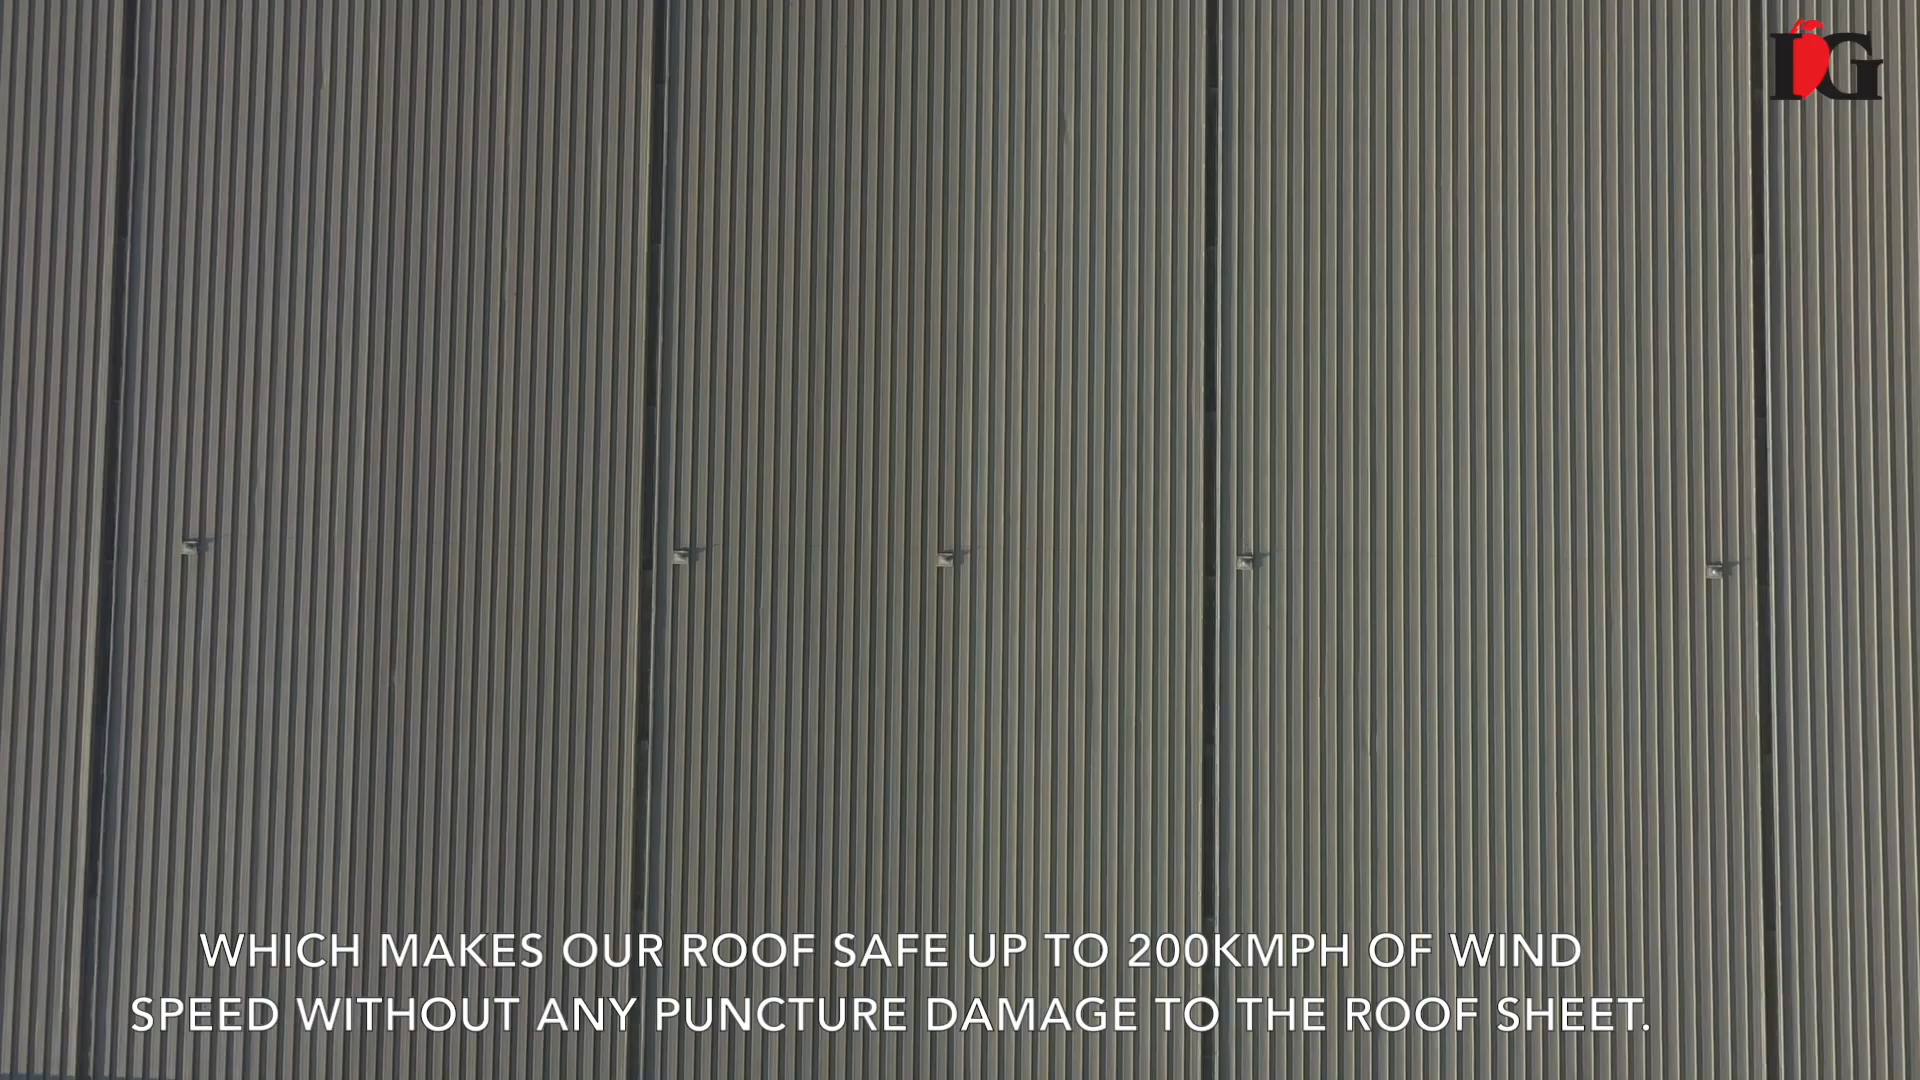 IG
WHICH MAKES OUR ROOF SAFE UP TO 200KMPH OF WIND
SPEED WITHOUT ANY PUNCTURE DAMAGE TO THE ROOF SHEET.